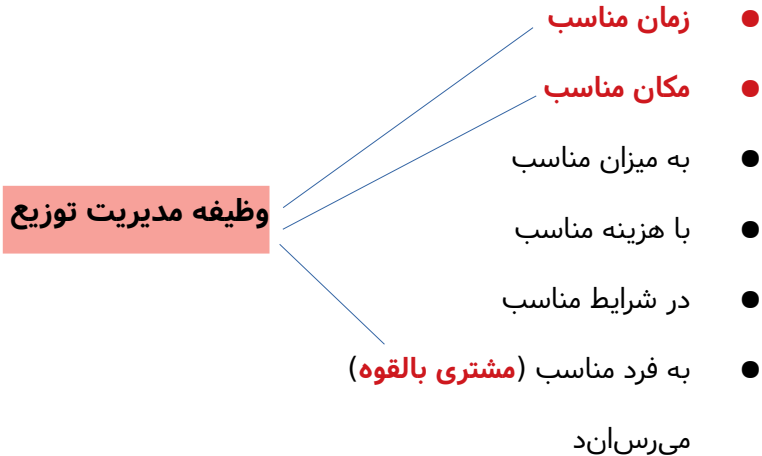 ● زمان مناسب
● مکان مناسب
● به میزان مناسب
وظیفه مدیریت توزیع
● با هزینه مناسب
● در شرایط مناسب
● به فرد مناسب (مشتری بالقوه)
می‌رس‌ان‌د